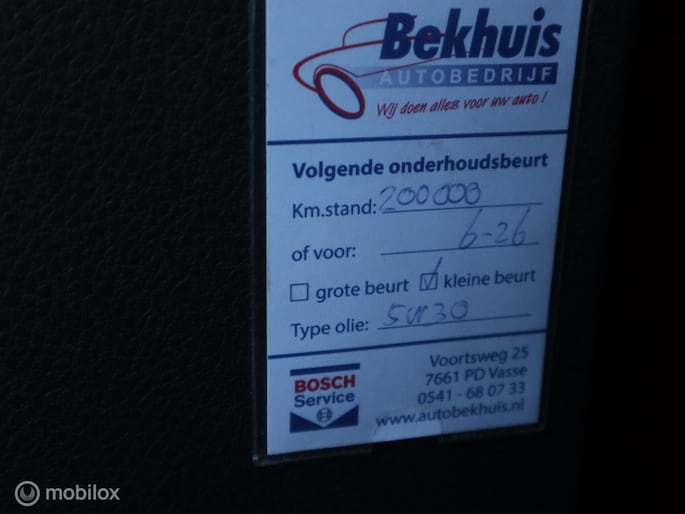 Bekhuis
AUTOBEDRIJF
Wij doen alles voor uw auto !
Volgende onderhoudsbeurt
Km.stand: 200000
of voor: 6-26
grote beurt kleine beurt
Type olie: 5W30
BOSCH
Service
Voortsweg 25
7661 PD Vasse
0541 - 68 07 33
www.autobekhuis.nl
mobilox